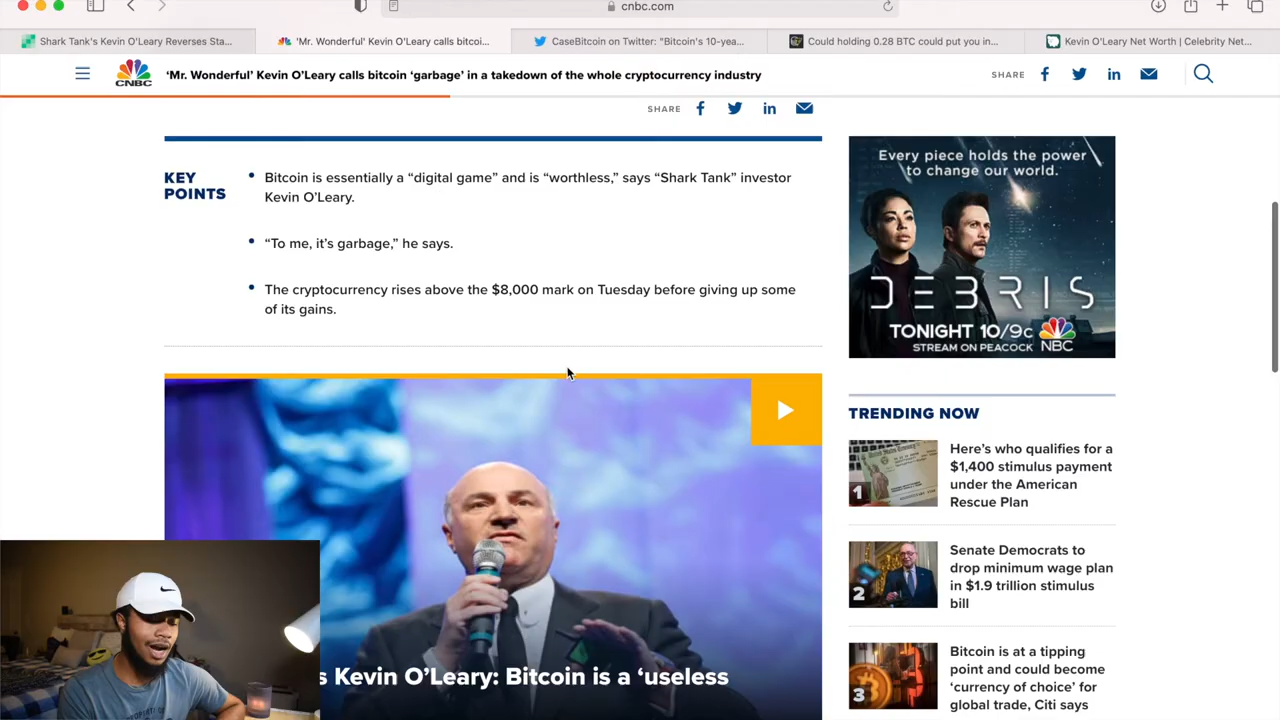 cnbc.com
Shark Tank's Kevin O'Leary Reverses Sta...
'Mr. Wonderful' Kevin O'Leary calls bitcoi...
CaseBitcoin on Twitter: "Bitcoin's 10-yea...
Could holding 0.28 BTC could put you in...
Kevin O'Leary Net Worth | Celebrity Net...
CNBC
‘Mr. Wonderful’ Kevin O’Leary calls bitcoin ‘garbage’ in a takedown of the whole cryptocurrency industry
SHARE
SHARE
KEY
POINTS
Bitcoin is essentially a “digital game” and is “worthless,” says “Shark Tank” investor
Kevin O’Leary.
“To me, it’s garbage,” he says.
The cryptocurrency rises above the $8,000 mark on Tuesday before giving up some
of its gains.
s Kevin O’Leary: Bitcoin is a ‘useless
Every piece holds the power
to change our world.
DEBRIS
TONIGHT 10/9c
STREAM ON PEACOCK NBC
TRENDING NOW
1
Here’s who qualifies for a
$1,400 stimulus payment
under the American
Rescue Plan
2
Senate Democrats to
drop minimum wage plan
in $1.9 trillion stimulus
bill
3
Bitcoin is at a tipping
point and could become
‘currency of choice’ for
global trade, Citi says